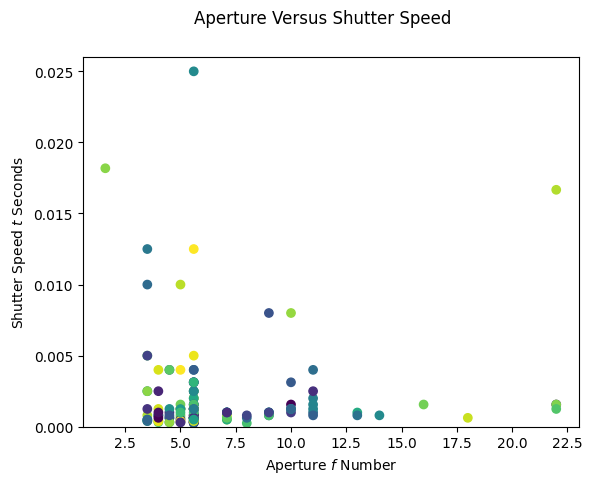 Aperture Versus Shutter Speed
Shutter Speed t Seconds
0.025
0.020
0.015
0.010
0.005
0.000
2.5 5.0 7.5 10.0 12.5 15.0 17.5 20.0 22.5
Aperture f Number